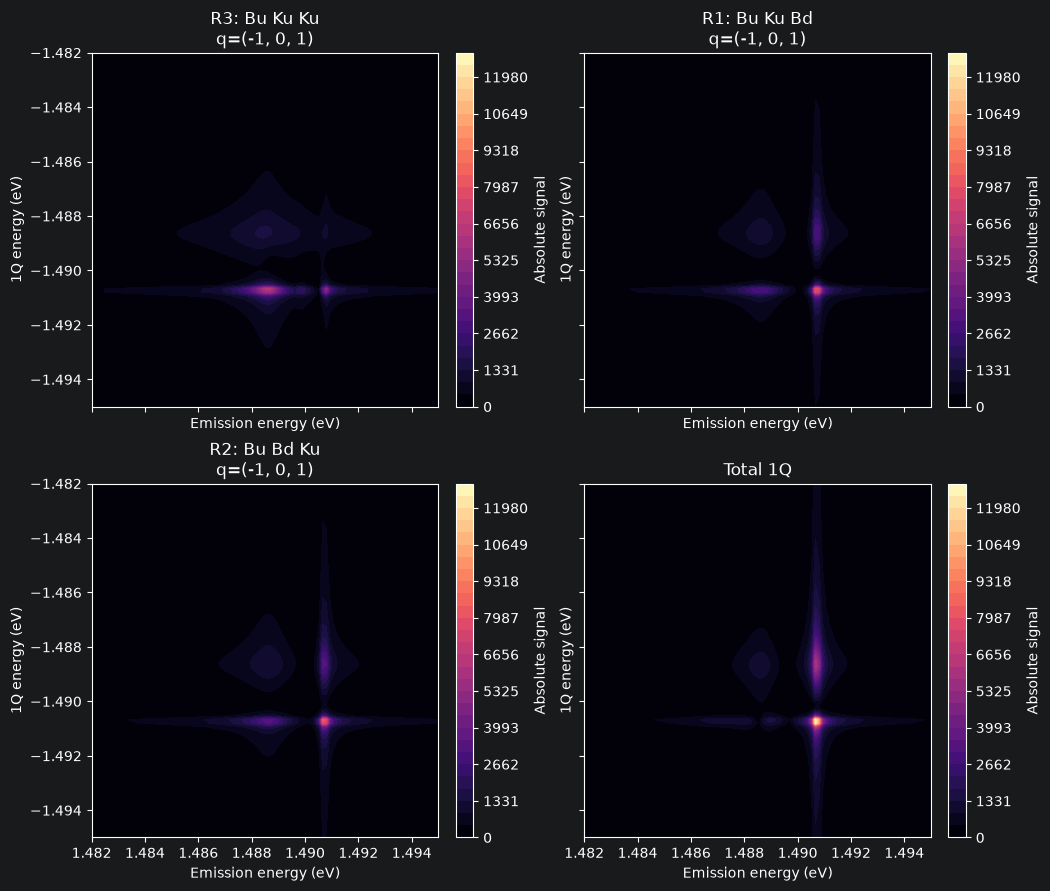 R3: Bu Ku Ku
q=(-1, 0, 1)
−1.482
−1.484
−1.486
−1.488
−1.490
−1.492
−1.494
1Q energy (eV)
Emission energy (eV)
11980
10649
9318
7987
6656
5325
3993
2662
1331
0
Absolute signal
R1: Bu Ku Bd
q=(-1, 0, 1)
1Q energy (eV)
Emission energy (eV)
11980
10649
9318
7987
6656
5325
3993
2662
1331
0
Absolute signal
R2: Bu Bd Ku
q=(-1, 0, 1)
−1.482
−1.484
−1.486
−1.488
−1.490
−1.492
−1.494
1Q energy (eV)
1.482 1.484 1.486 1.488 1.490 1.492 1.494
Emission energy (eV)
11980
10649
9318
7987
6656
5325
3993
2662
1331
0
Absolute signal
Total 1Q
1Q energy (eV)
1.482 1.484 1.486 1.488 1.490 1.492 1.494
Emission energy (eV)
11980
10649
9318
7987
6656
5325
3993
2662
1331
0
Absolute signal